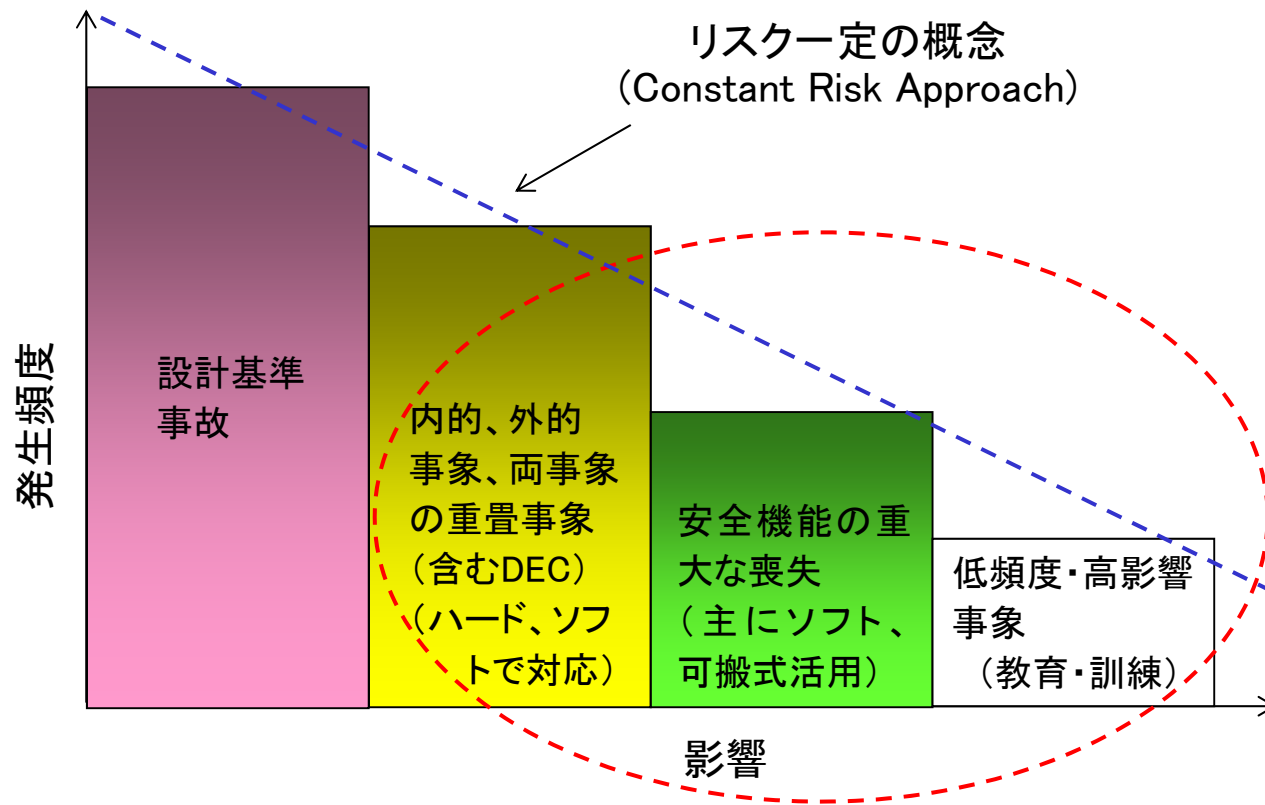 リスク一定の概念
(Constant Risk Approach)
発生頻度
設計基準
事故
内的、外的
事象、両事象
の重畳事象
(含むDEC)
(ハード、ソフ
トで対応)
安全機能の重
大な喪失
(主にソフト、
可搬式活用)
低頻度・高影響
事象
(教育・訓練)
影響